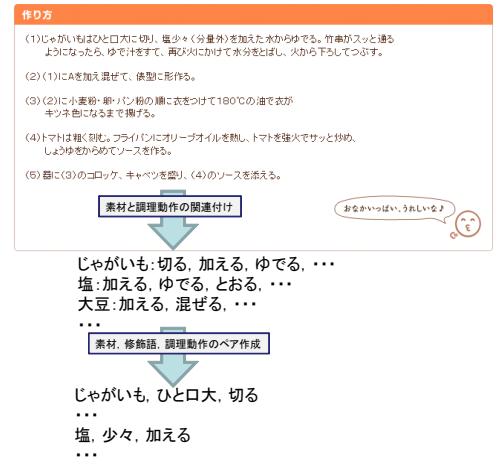 作り方
(1)じゃがいもはひと口大に切り、塩少々(分量外)を加えた水からゆでる。竹串がスッと通る
ようになったら、ゆで汁をすて、再び火にかけて水分をとばし、火から下ろしてつぶす。
(2)(1)にAを加え混ぜて、俵型に形作る。
(3)(2)に小麦粉・卵・パン粉の順に衣をつけて180℃の油で衣が
キツネ色になるまで揚げる。
(4)トマトは粗く刻む。フライパンにオリーブオイルを熱し、トマトを強火でサッと炒め、
しょうゆをからめてソースを作る。
(5)器に(3)のコロッケ、キャベツを盛り、(4)のソースを添える。
おなかいっぱい、うれしいな♪
素材と調理動作の関連付け
じゃがいも:切る, 加える, ゆでる, ・・・
塩:加える, ゆでる, とおる, ・・・
大豆:加える, 混ぜる, ・・・
・・・
素材, 修飾語, 調理動作のペア作成
じゃがいも, ひと口大, 切る
・・・
塩, 少々, 加える
・・・